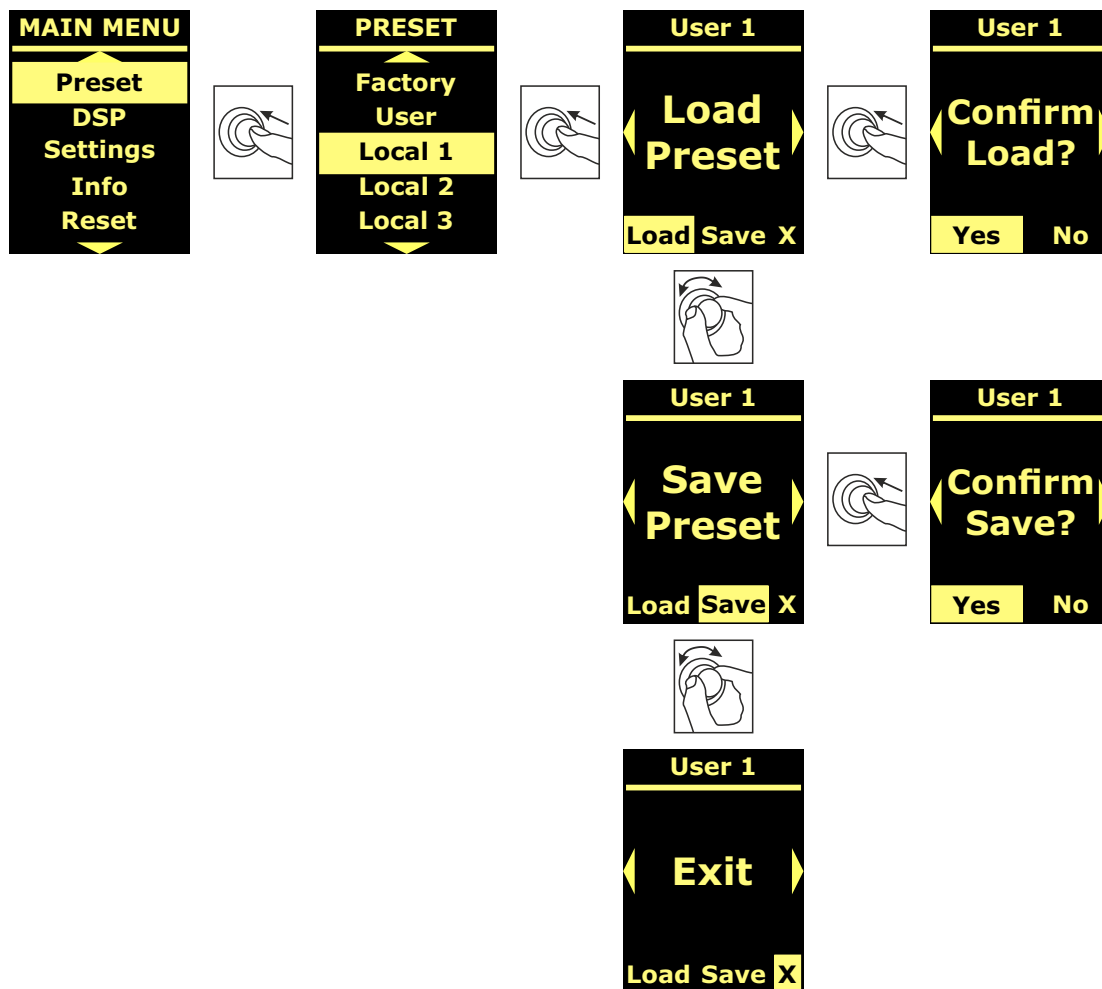 MAIN MENU
Preset
DSP
Settings
Info
Reset
PRESET
Factory
User
Local 1
Local 2
Local 3
User 1
Load
Preset
Load Save X
User 1
Confirm
Load?
Yes No
User 1
Save
Preset
Load Save X
User 1
Confirm
Save?
Yes No
User 1
Exit
Load Save X